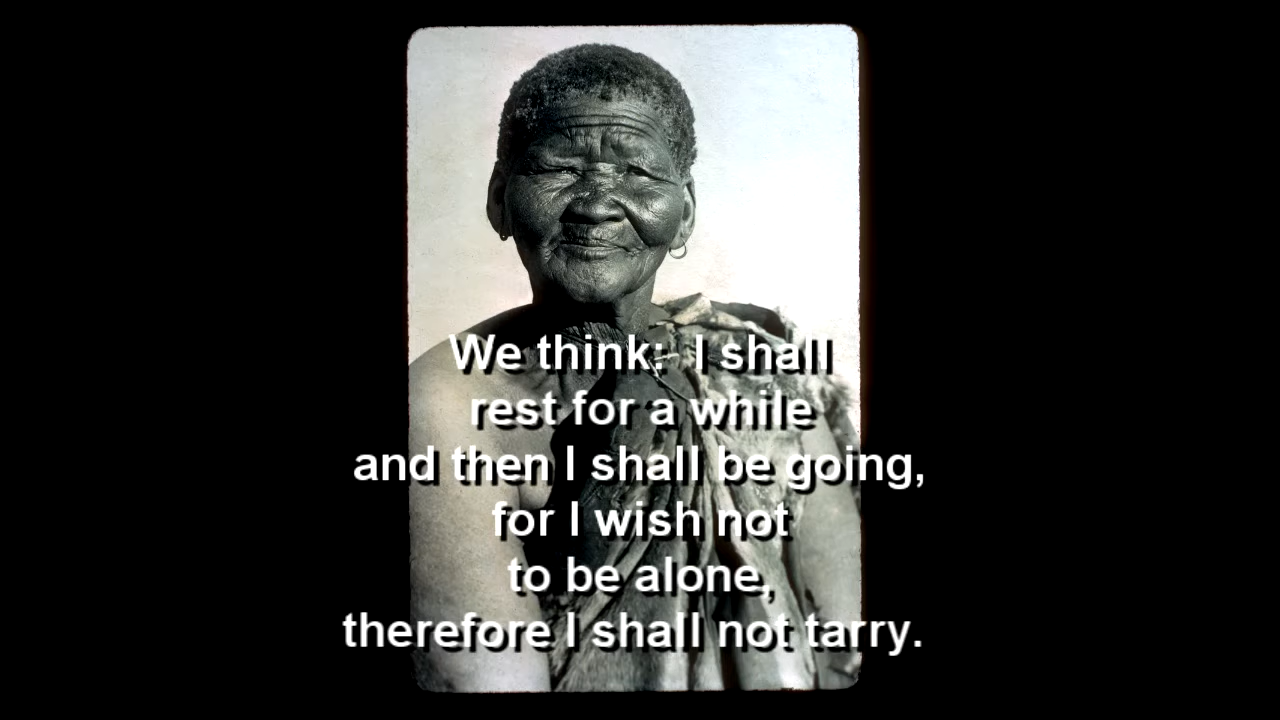 We think:  I shall
rest for a while
and then I shall be going,
for I wish not
to be alone,
therefore I shall not tarry.